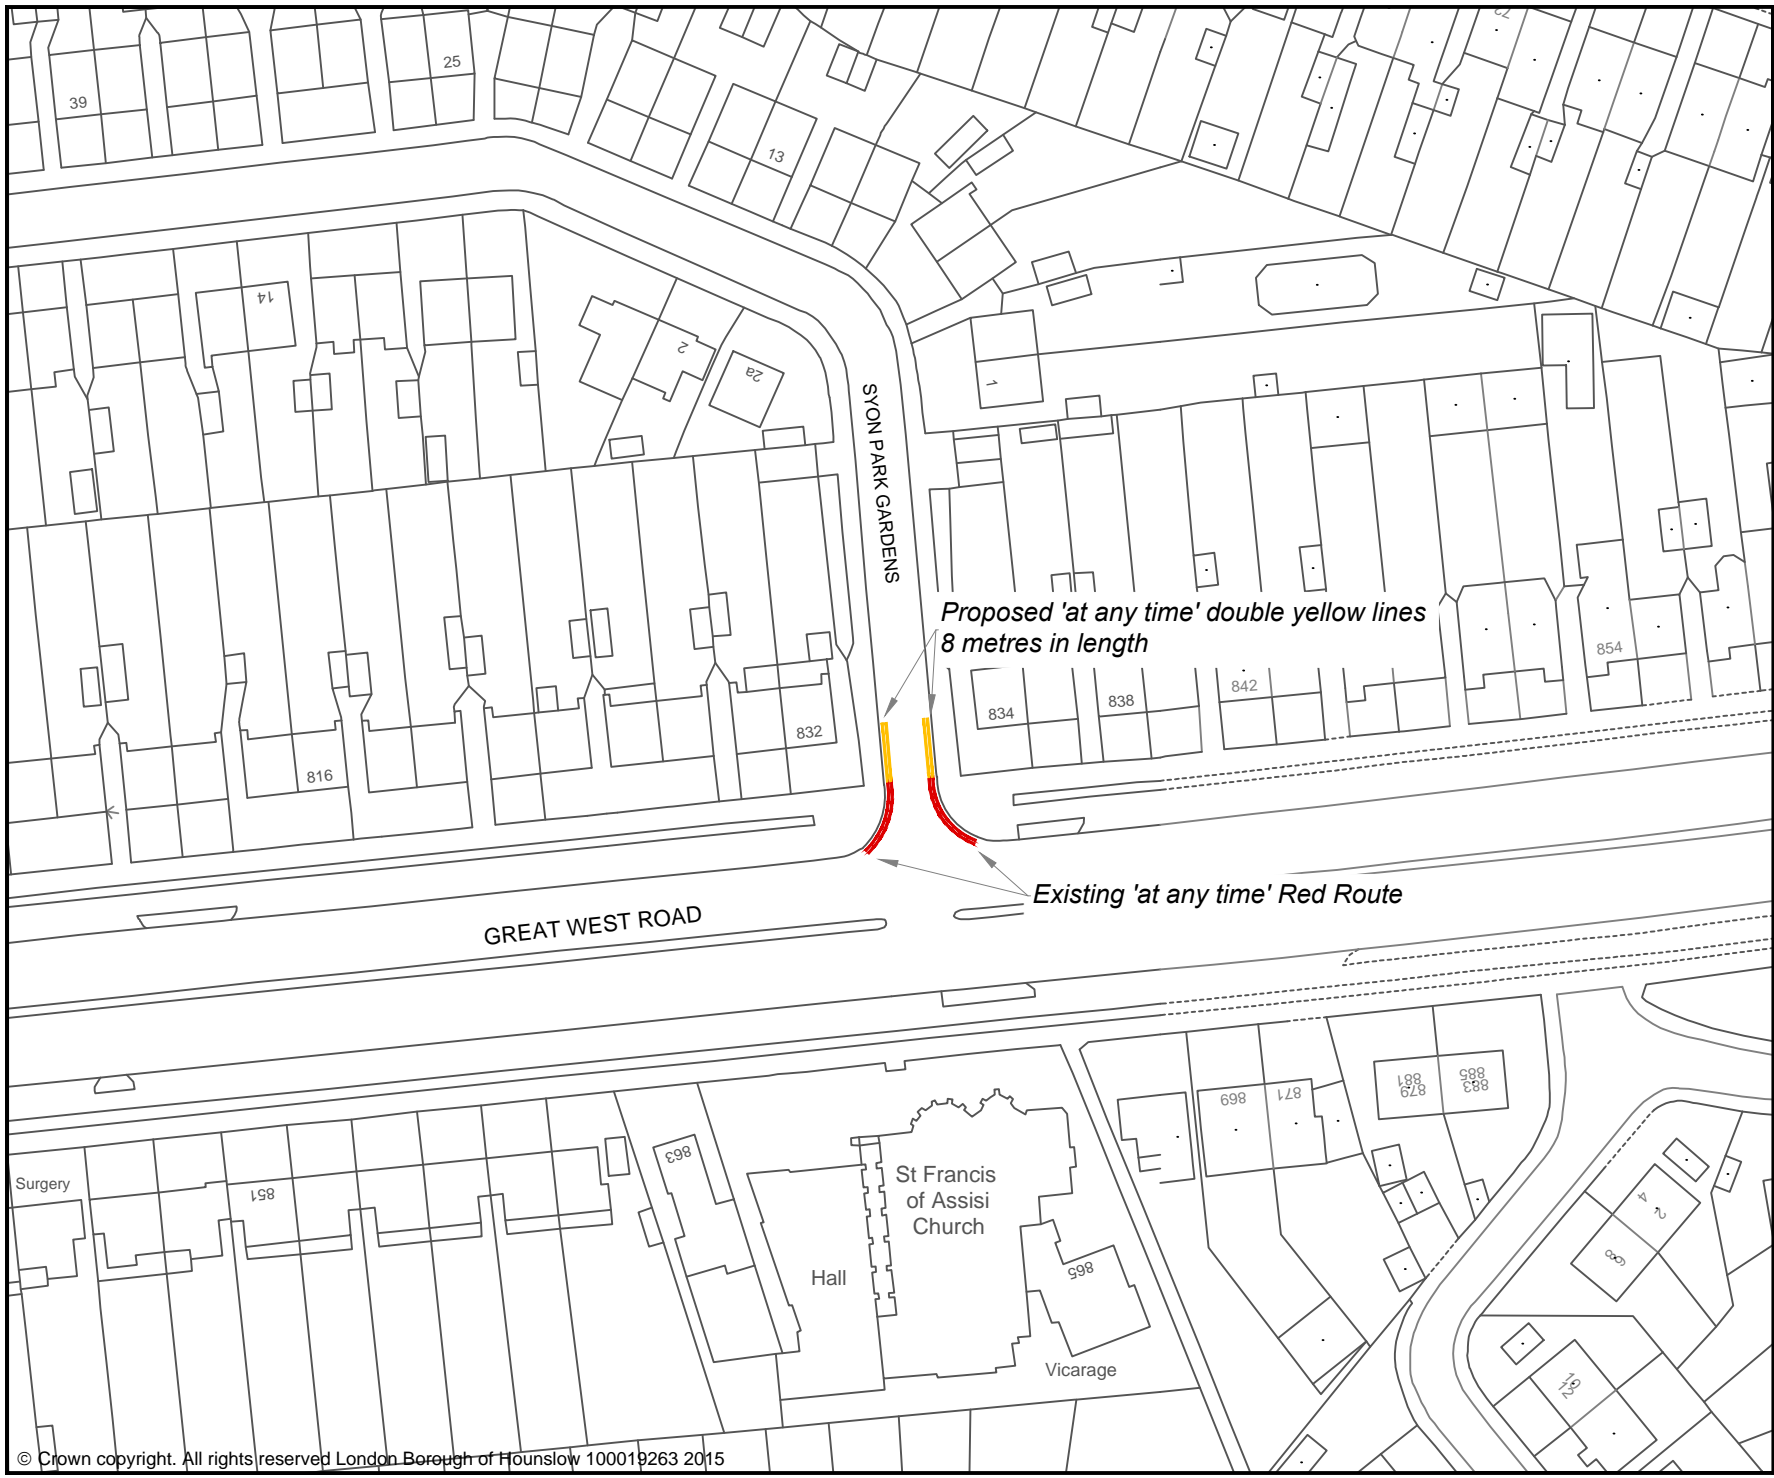 72
25
39
13
14
2
2a
1
SYON PARK GARDENS
Proposed 'at any time' double yellow lines
8 metres in length
854
842
838
834
832
816
Existing 'at any time' Red Route
GREAT WEST ROAD
881
879
885
883
869
871
863
Surgery
851
St Francis
of Assisi
Church
4
2
8
6
865
Hall
Vicarage
10
12
© Crown copyright. All rights reserved London Borough of Hounslow 100019263 2015